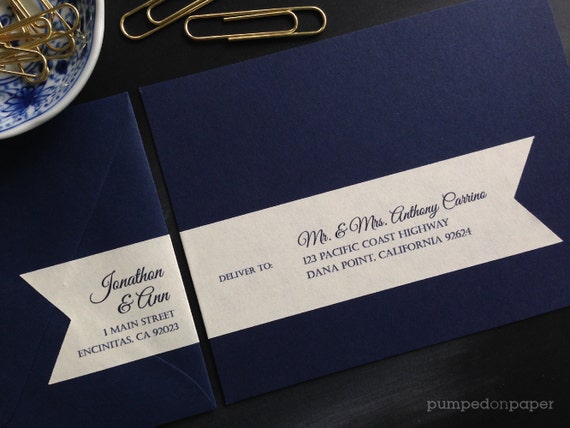 Jonathon
& Ann
1 MAIN STREET
ENCINITAS, CA 92023
DELIVER TO:
Mr. & Mrs. Anthony Carrino
123 PACIFIC COAST HIGHWAY
DANA POINT, CALIFORNIA 92624
pumpedonpaper